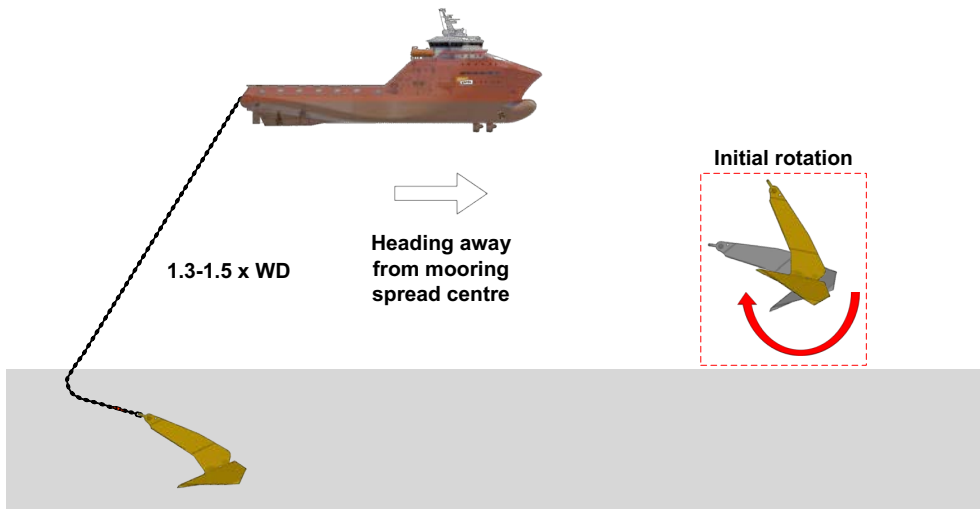 Initial rotation
Heading away
from mooring
spread centre
1.3-1.5 x WD